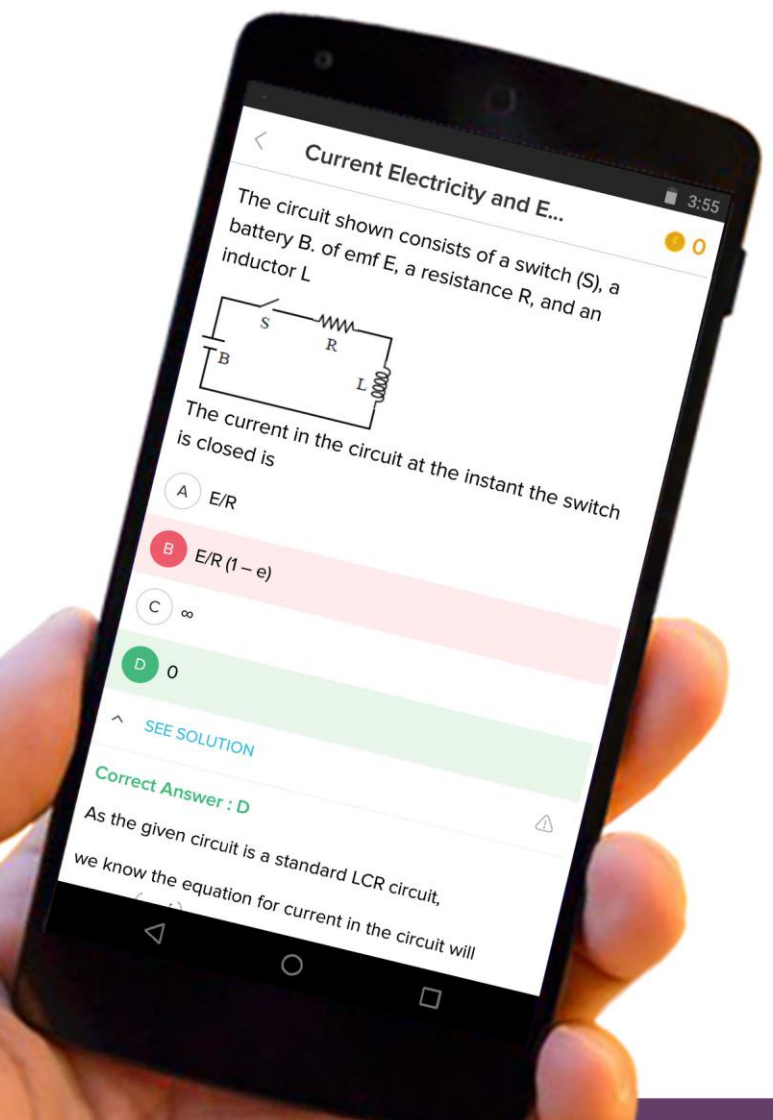 3:55
Current Electricity and E...
0
The circuit shown consists of a switch (S), a
battery B. of emf E, a resistance R, and an
inductor L
S
R
B
L
The current in the circuit at the instant the switch
is closed is
A E/R
B E/R (1 – e)
C ∞
D 0
SEE SOLUTION
Correct Answer : D
As the given circuit is a standard LCR circuit,
we know the equation for current in the circuit will